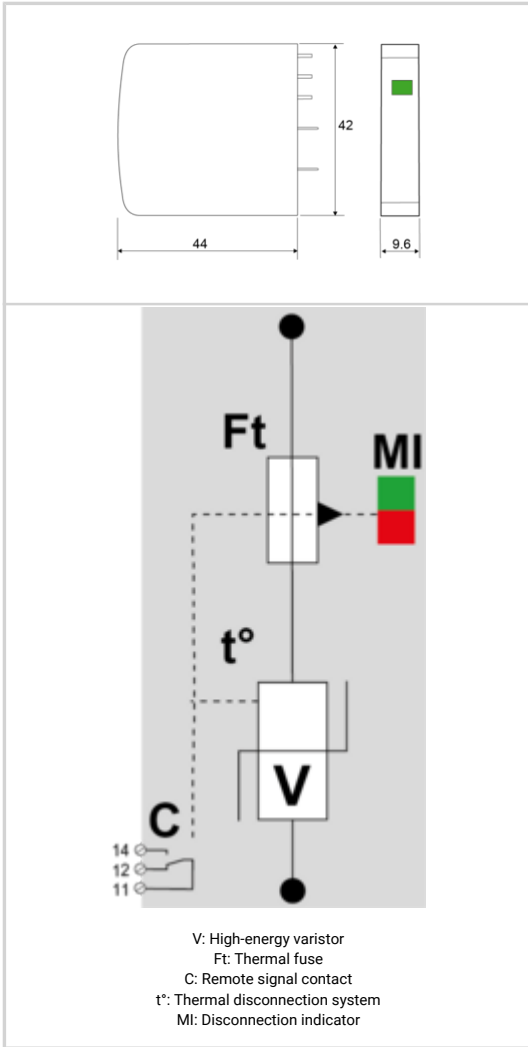 42
44
9.6
Ft
MI
t°
V
C
14
12
11
V: High-energy varistor
Ft: Thermal fuse
C: Remote signal contact
t°: Thermal disconnection system
MI: Disconnection indicator